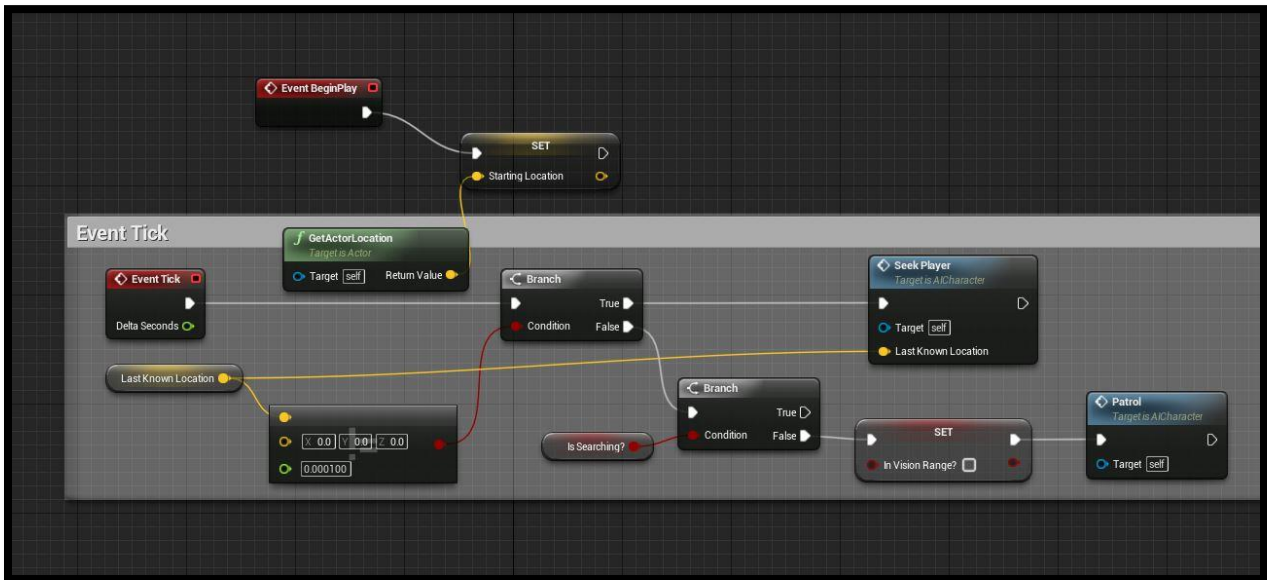 Event BeginPlay
SET
Starting Location
Event Tick
f GetActorLocation
Target is Actor
Target self Return Value
Event Tick
Delta Seconds
Branch
True
Condition False
Seek Player
Target is AICharacter
Target self
Last Known Location
Last Known Location
X 0.0 Y 0.0 Z 0.0
0.000100
Branch
True
Condition False
Is Searching?
SET
In Vision Range?
Patrol
Target is AICharacter
Target self